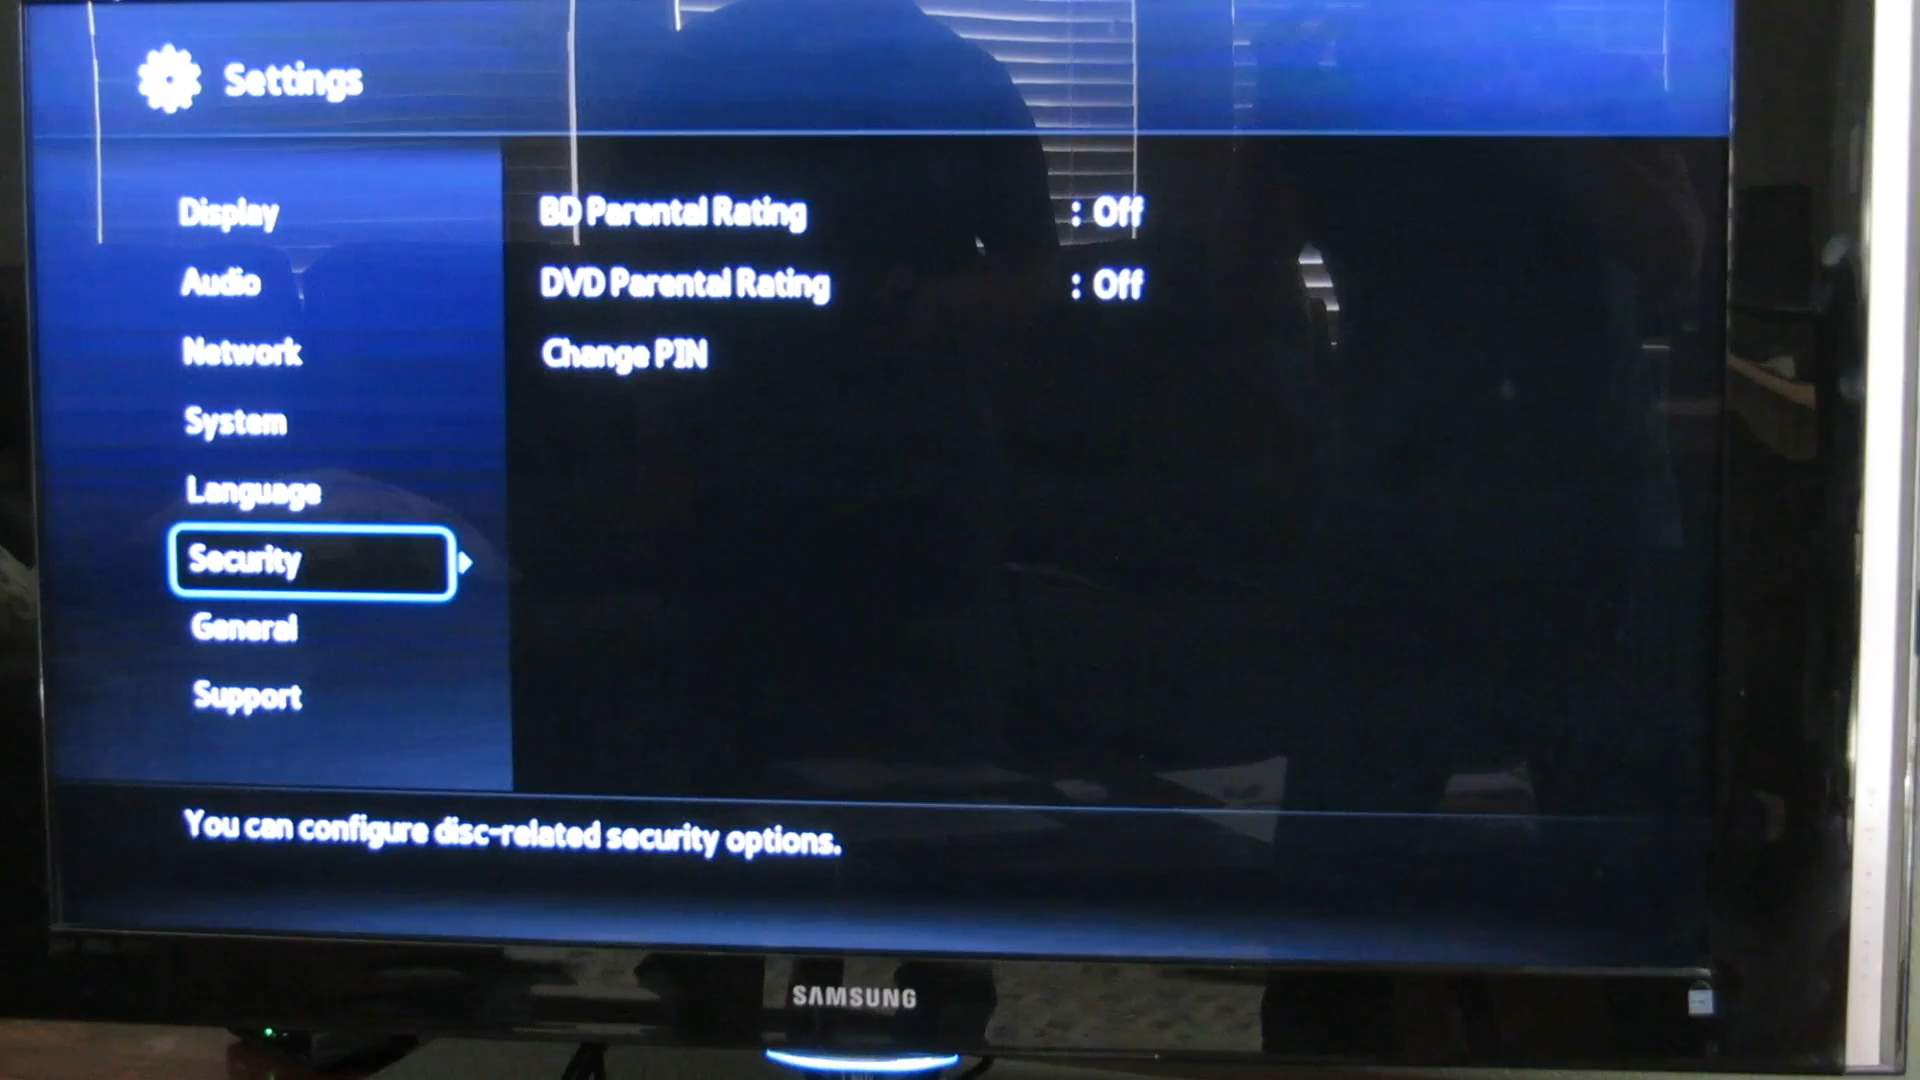 Settings
Display
Audio
Network
System
Language
Security
General
Support
BD Parental Rating : Off
DVD Parental Rating : Off
Change PIN
You can configure disc-related security options.
SAMSUNG